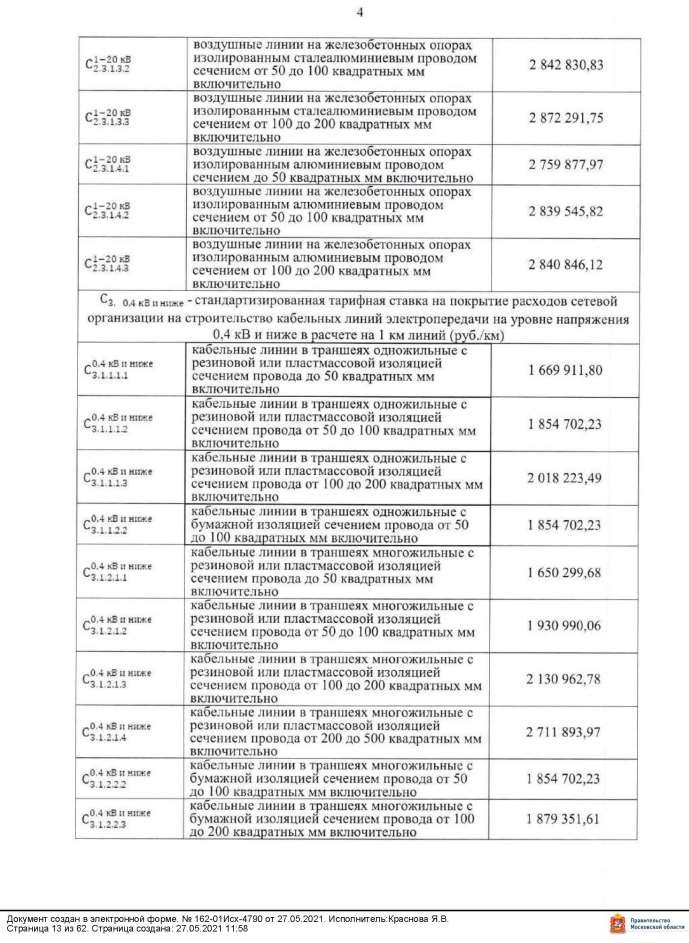 4
C 1−20 кВ 2.3.1.3.2
воздушные линии на железобетонных опорах
изолированным сталеалюминиевым проводом
сечением от 50 до 100 квадратных мм
включительно
2 842 830,83
C 1−20 кВ 2.3.1.3.3
воздушные линии на железобетонных опорах
изолированным сталеалюминиевым проводом
сечением от 100 до 200 квадратных мм
включительно
2 872 291,75
C 1−20 кВ 2.3.1.4.1
воздушные линии на железобетонных опорах
изолированным алюминиевым проводом
сечением до 50 квадратных мм включительно
2 759 877,97
C 1−20 кВ 2.3.1.4.2
воздушные линии на железобетонных опорах
изолированным алюминиевым проводом
сечением от 50 до 100 квадратных мм
включительно
2 839 545,82
C 1−20 кВ 2.3.1.4.3
воздушные линии на железобетонных опорах
изолированным алюминиевым проводом
сечением от 100 до 200 квадратных мм
включительно
2 840 846,12
C 3. 0,4 кВ и ниже - стандартизированная тарифная ставка на покрытие расходов сетевой
организации на строительство кабельных линий электропередачи на уровне напряжения
0,4 кВ и ниже в расчете на 1 км линий (руб./км)
C 0.4 кВ и ниже 3.1.1.1.1
кабельные линии в траншеях одножильные с
резиновой или пластмассовой изоляцией
сечением провода до 50 квадратных мм
включительно
1 669 911,80
C 0.4 кВ и ниже 3.1.1.1.2
кабельные линии в траншеях одножильные с
резиновой или пластмассовой изоляцией
сечением провода от 50 до 100 квадратных мм
включительно
1 854 702,23
C 0.4 кВ и ниже 3.1.1.1.3
кабельные линии в траншеях одножильные с
резиновой или пластмассовой изоляцией
сечением провода от 100 до 200 квадратных мм
включительно
2 018 223,49
C 0.4 кВ и ниже 3.1.1.2.2
кабельные линии в траншеях одножильные с
бумажной изоляцией сечением провода от 50
до 100 квадратных мм включительно
1 854 702,23
C 0.4 кВ и ниже 3.1.2.1.1
кабельные линии в траншеях многожильные с
резиновой или пластмассовой изоляцией
сечением провода до 50 квадратных мм
включительно
1 650 299,68
C 0.4 кВ и ниже 3.1.2.1.2
кабельные линии в траншеях многожильные с
резиновой или пластмассовой изоляцией
сечением провода от 50 до 100 квадратных мм
включительно
1 930 990,06
C 0.4 кВ и ниже 3.1.2.1.3
кабельные линии в траншеях многожильные с
резиновой или пластмассовой изоляцией
сечением провода от 100 до 200 квадратных мм
включительно
2 130 962,78
C 0.4 кВ и ниже 3.1.2.1.4
кабельные линии в траншеях многожильные с
резиновой или пластмассовой изоляцией
сечением провода от 200 до 500 квадратных мм
включительно
2 711 893,97
C 0.4 кВ и ниже 3.1.2.2.2
кабельные линии в траншеях многожильные с
бумажной изоляцией сечением провода от 50
до 100 квадратных мм включительно
1 854 702,23
C 0.4 кВ и ниже 3.1.2.2.3
кабельные линии в траншеях многожильные с
бумажной изоляцией сечением провода от 100
до 200 квадратных мм включительно
1 879 351,61
Документ создан в электронной форме. № 162-01Исх-4790 от 27.05.2021. Исполнитель:Краснова Я.В.
Страница 13 из 62. Страница создана: 27.05.2021 11:58
Правительство
Московской области